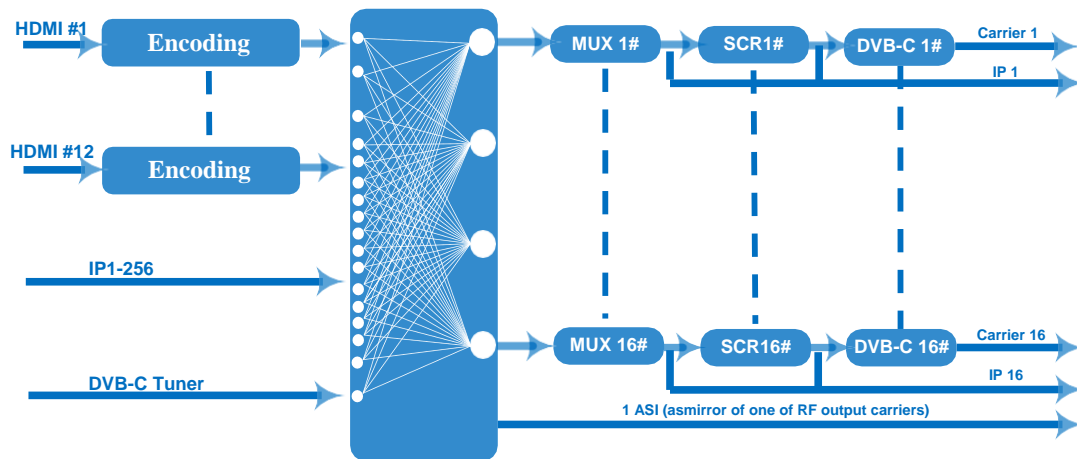 HDMI #1
Encoding
MUX 1#
SCR1#
DVB-C 1#
Carrier 1
IP 1
HDMI #12
Encoding
IP1-256
MUX 16#
SCR16#
DVB-C 16#
Carrier 16
IP 16
DVB-C Tuner
1 ASI (asmirror of one of RF output carriers)